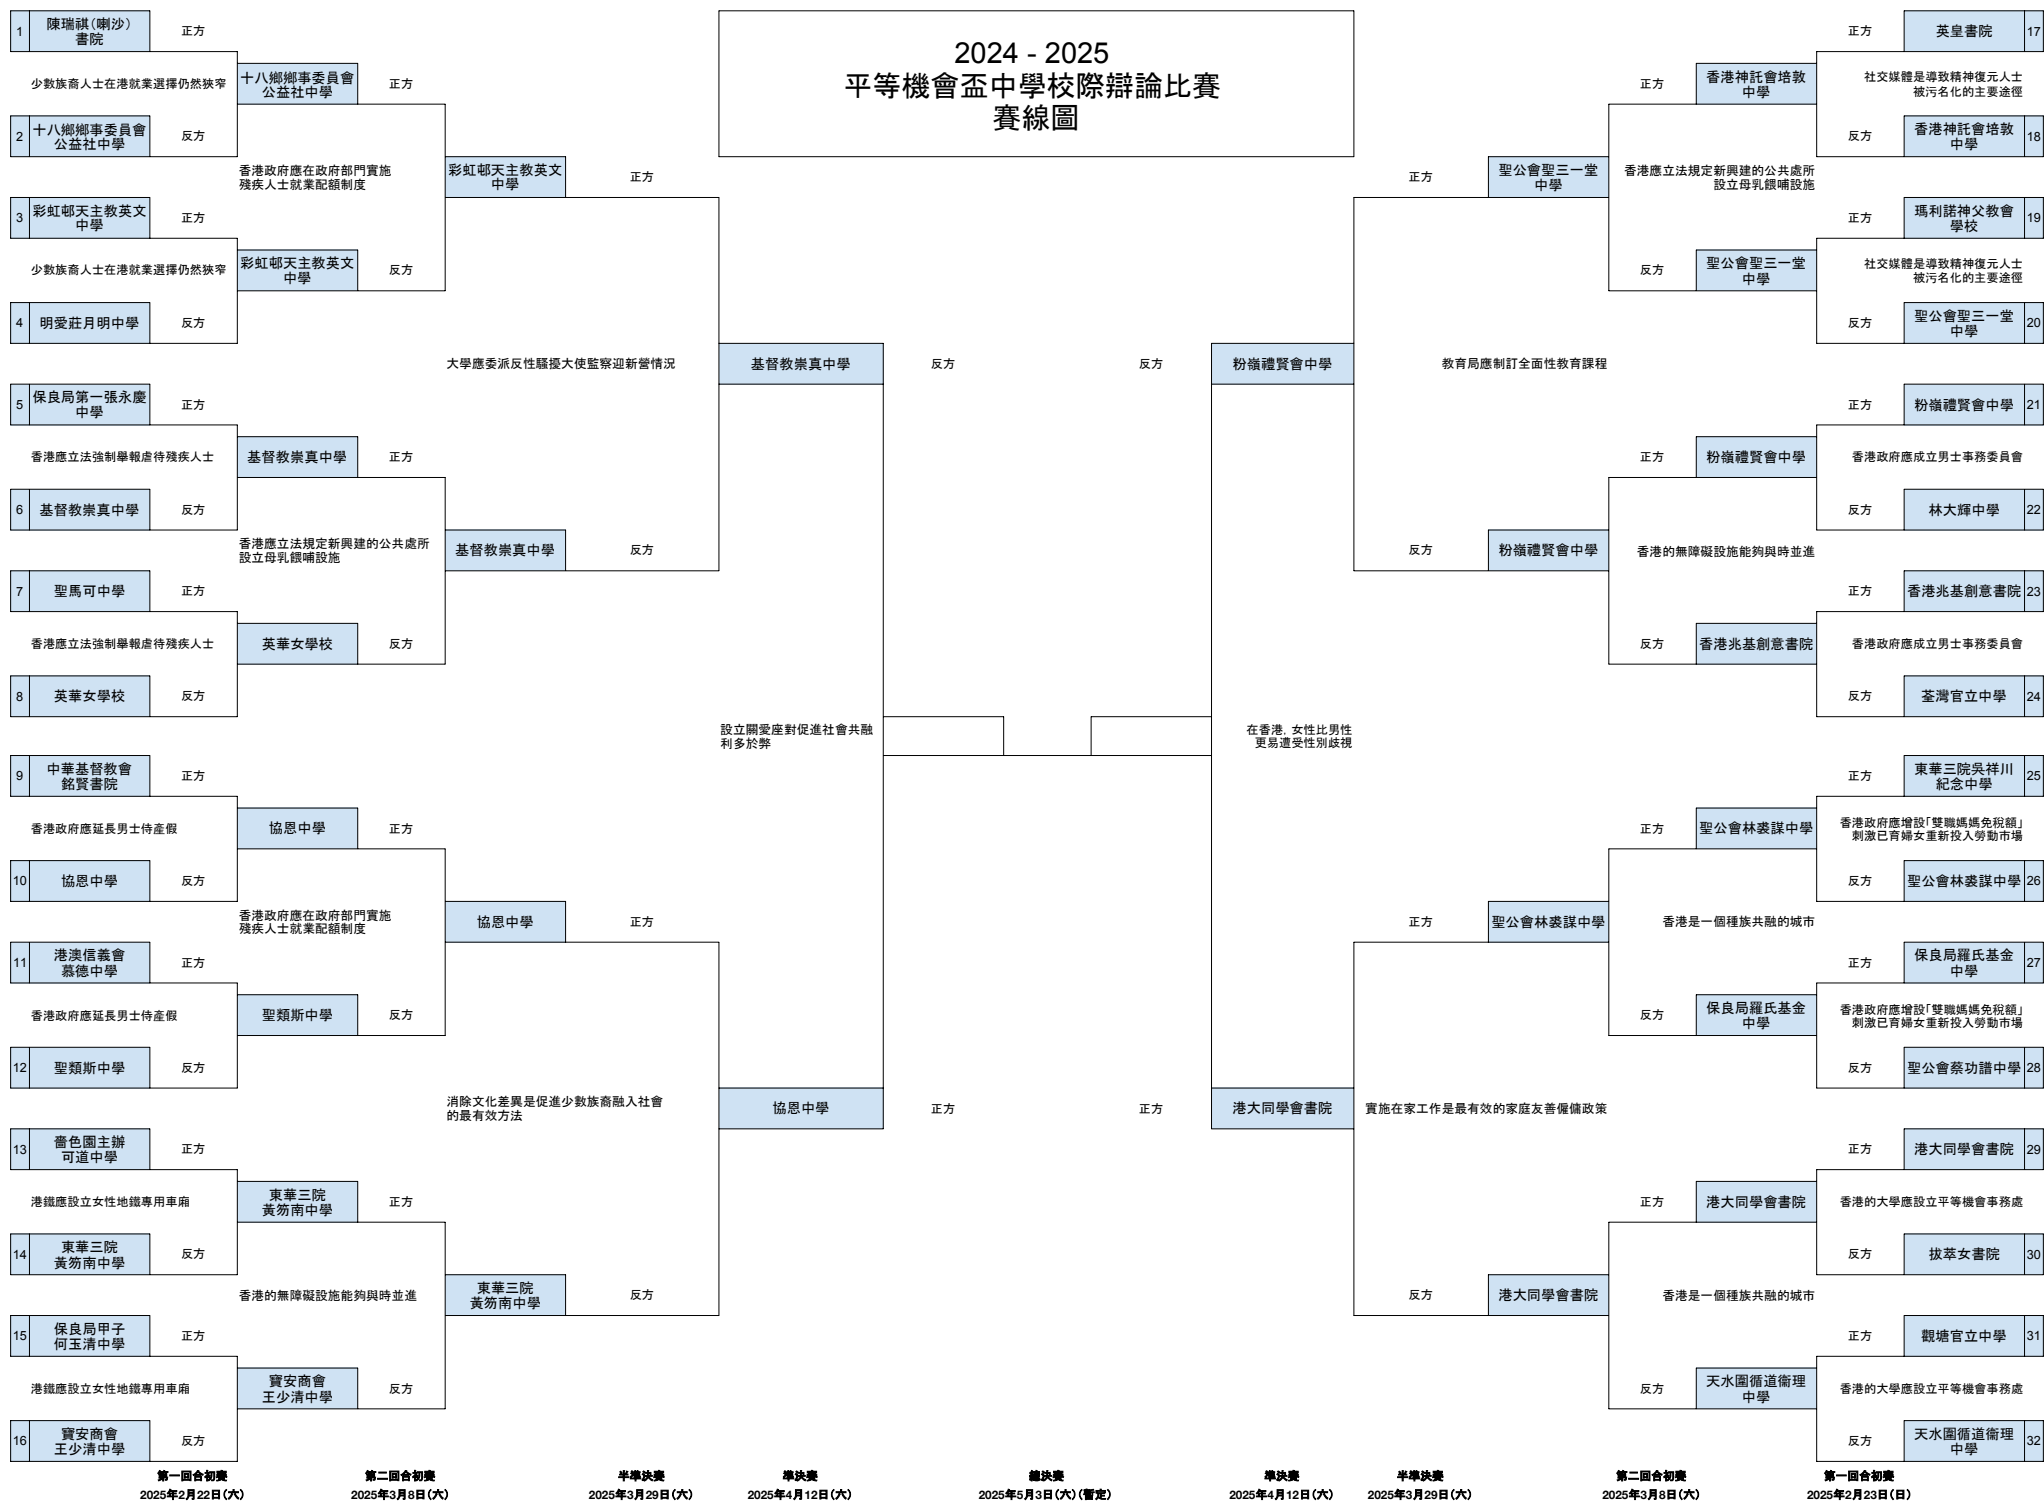 2024 - 2025
平等機會盃中學校際辯論比賽
賽線圖
1
陳瑞祺(喇沙)
書院
正方
少數族裔人士在港就業選擇仍然狹窄
2
十八鄉鄉事委員會
公益社中學
反方
3
彩虹邨天主教英文
中學
正方
少數族裔人士在港就業選擇仍然狹窄
4
明愛莊月明中學
反方
5
保良局第一張永慶
中學
正方
香港應立法強制舉報虐待殘疾人士
6
基督教崇真中學
反方
7
聖馬可中學
正方
香港應立法強制舉報虐待殘疾人士
8
英華女學校
反方
9
中華基督教會
銘賢書院
正方
香港政府應延長男士侍產假
10
協恩中學
反方
11
港澳信義會
慕德中學
正方
香港政府應延長男士侍產假
12
聖類斯中學
反方
13
嗇色園主辦
可道中學
正方
港鐵應設立女性地鐵專用車廂
14
東華三院
黃笏南中學
反方
15
保良局甲子
何玉清中學
正方
港鐵應設立女性地鐵專用車廂
16
寶安商會
王少清中學
反方
第一回合初賽
2025年2月22日(六)
十八鄉鄉事委員會
公益社中學
正方
香港政府應在政府部門實施
殘疾人士就業配額制度
彩虹邨天主教英文
中學
反方
基督教崇真中學
正方
香港應立法規定新興建的公共處所
設立母乳餵哺設施
英華女學校
反方
協恩中學
正方
香港政府應在政府部門實施
殘疾人士就業配額制度
聖類斯中學
反方
東華三院
黃笏南中學
正方
香港的無障礙設施能夠與時並進
寶安商會
王少清中學
反方
第二回合初賽
2025年3月8日(六)
彩虹邨天主教英文
中學
正方
大學應委派反性騷擾大使監察迎新營情況
基督教崇真中學
反方
協恩中學
正方
消除文化差異是促進少數族裔融入社會
的最有效方法
東華三院
黃笏南中學
反方
半準決賽
2025年3月29日(六)
基督教崇真中學
反方
設立關愛座對促進社會共融
利多於弊
協恩中學
正方
準決賽
2025年4月12日(六)
總決賽
2025年5月3日(六)(暫定)
反方
粉嶺禮賢會中學
在香港, 女性比男性
更易遭受性別歧視
正方
港大同學會書院
準決賽
2025年4月12日(六)
正方
聖公會聖三一堂
中學
教育局應制訂全面性教育課程
反方
粉嶺禮賢會中學
正方
聖公會林裘謀中學
實施在家工作是最有效的家庭友善僱傭政策
反方
港大同學會書院
半準決賽
2025年3月29日(六)
正方
香港神託會培敦
中學
香港應立法規定新興建的公共處所
設立母乳餵哺設施
反方
聖公會聖三一堂
中學
正方
粉嶺禮賢會中學
香港的無障礙設施能夠與時並進
反方
香港兆基創意書院
正方
聖公會林裘謀中學
香港是一個種族共融的城市
反方
保良局羅氏基金
中學
正方
港大同學會書院
香港是一個種族共融的城市
反方
天水圍循道衞理
中學
第二回合初賽
2025年3月8日(六)
正方
英皇書院
17
社交媒體是導致精神復元人士
被污名化的主要途徑
反方
香港神託會培敦
中學
18
正方
瑪利諾神父教會
學校
19
社交媒體是導致精神復元人士
被污名化的主要途徑
反方
聖公會聖三一堂
中學
20
正方
粉嶺禮賢會中學
21
香港政府應成立男士事務委員會
反方
林大輝中學
22
正方
香港兆基創意書院
23
香港政府應成立男士事務委員會
反方
荃灣官立中學
24
正方
東華三院吳祥川
紀念中學
25
香港政府應增設「雙職媽媽免稅額」
刺激已育婦女重新投入勞動市場
反方
聖公會林裘謀中學
26
正方
保良局羅氏基金
中學
27
香港政府應增設「雙職媽媽免稅額」
刺激已育婦女重新投入勞動市場
反方
聖公會蔡功譜中學
28
正方
港大同學會書院
29
香港的大學應設立平等機會事務處
反方
拔萃女書院
30
正方
觀塘官立中學
31
香港的大學應設立平等機會事務處
反方
天水圍循道衞理
中學
32
第一回合初賽
2025年2月23日(日)